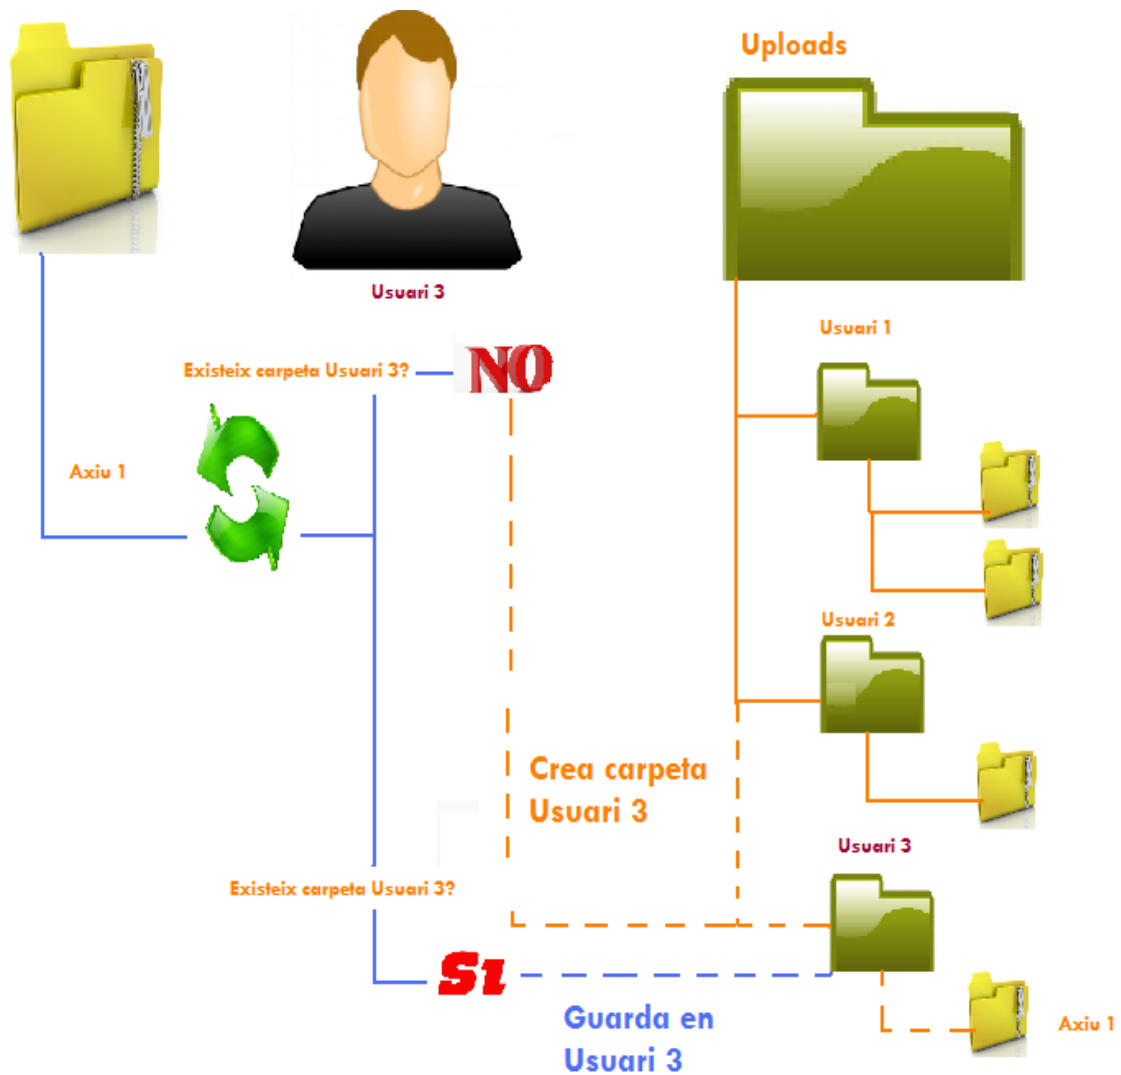 Uploads
Usuari 3
Usuari 1
Existeix carpeta Usuari 3?
NO
Axiu 1
Usuari 2
Crea carpeta
Usuari 3
Usuari 3
Existeix carpeta Usuari 3?
Si
Guarda en
Usuari 3
Axiu 1